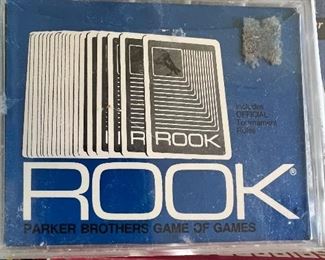 ROOK
Includes
OFFICIAL
Tournament
Rules
ROOK®
PARKER BROTHERS GAME OF GAMES